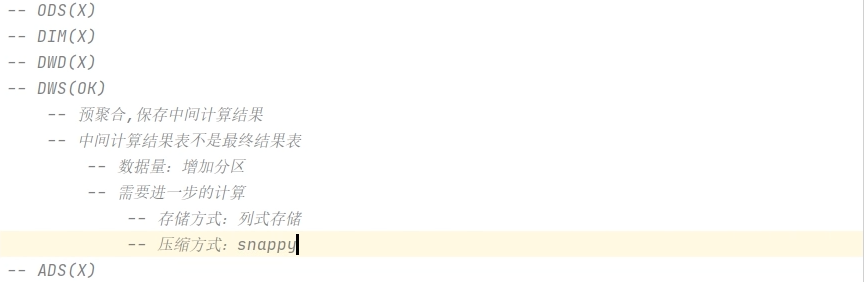 -- ODS(X)
-- DIM(X)
-- DWD(X)
-- DWS(OK)
-- 预聚合,保存中间计算结果
-- 中间计算结果表不是最终结果表
-- 数据量：增加分区
-- 需要进一步的计算
-- 存储方式：列式存储
-- 压缩方式：snappy
-- ADS(X)